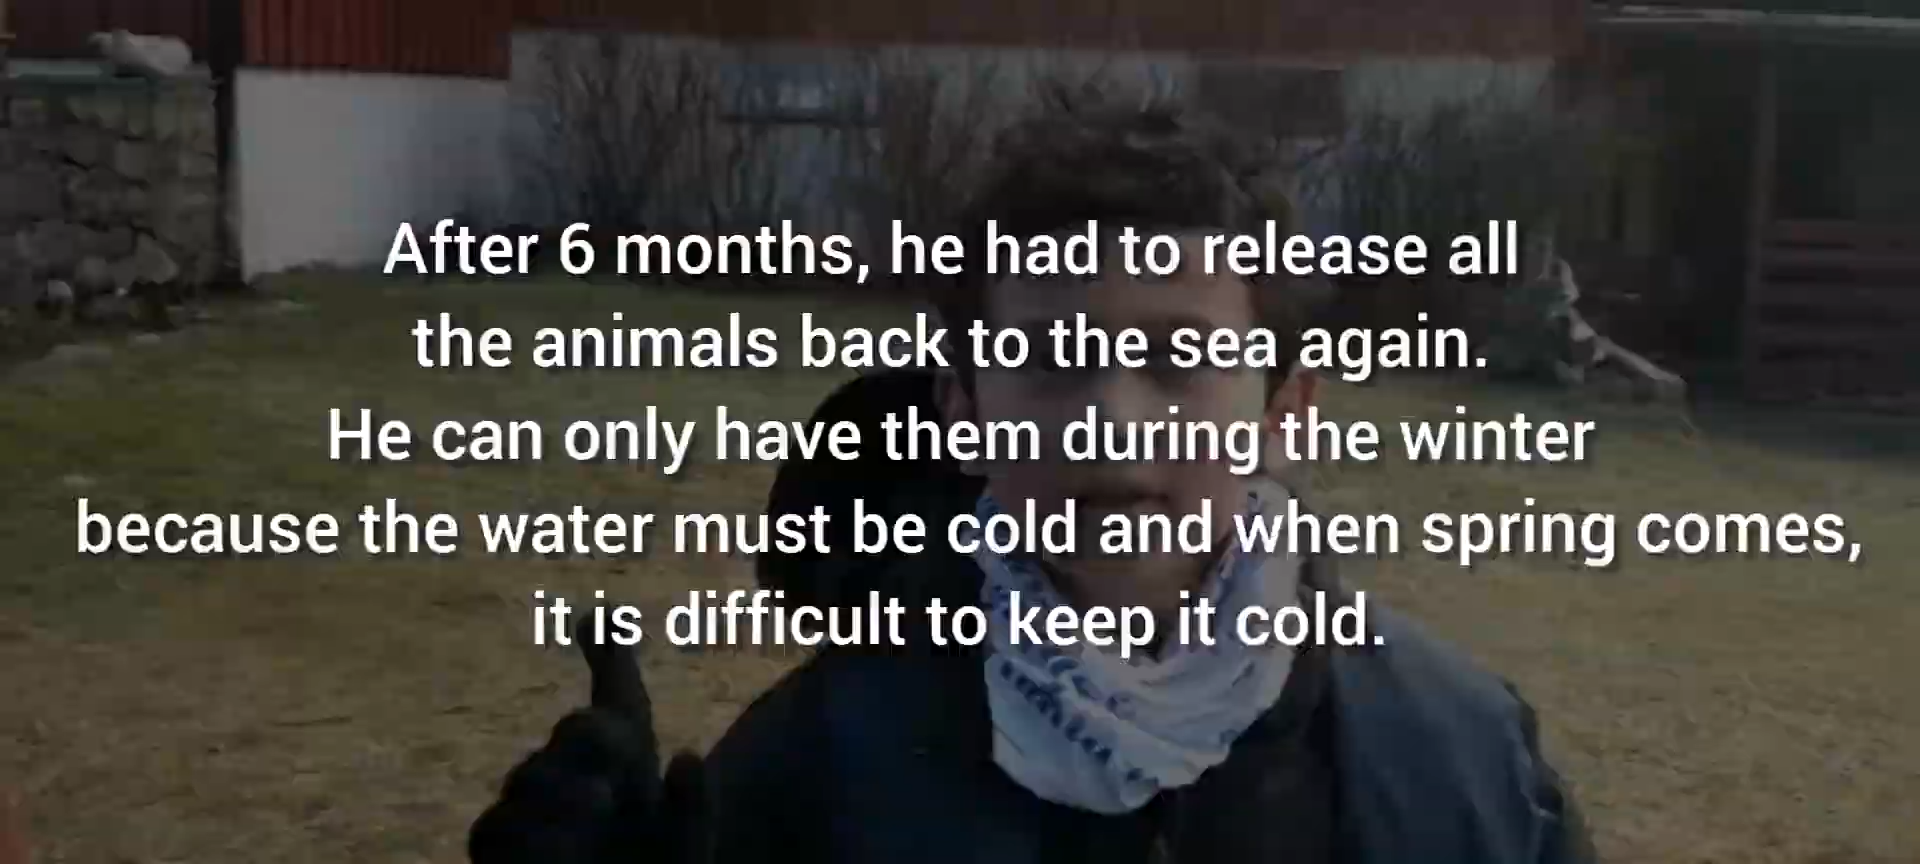 After 6 months, he had to release all
the animals back to the sea again.
He can only have them during the winter
because the water must be cold and when spring comes,
it is difficult to keep it cold.